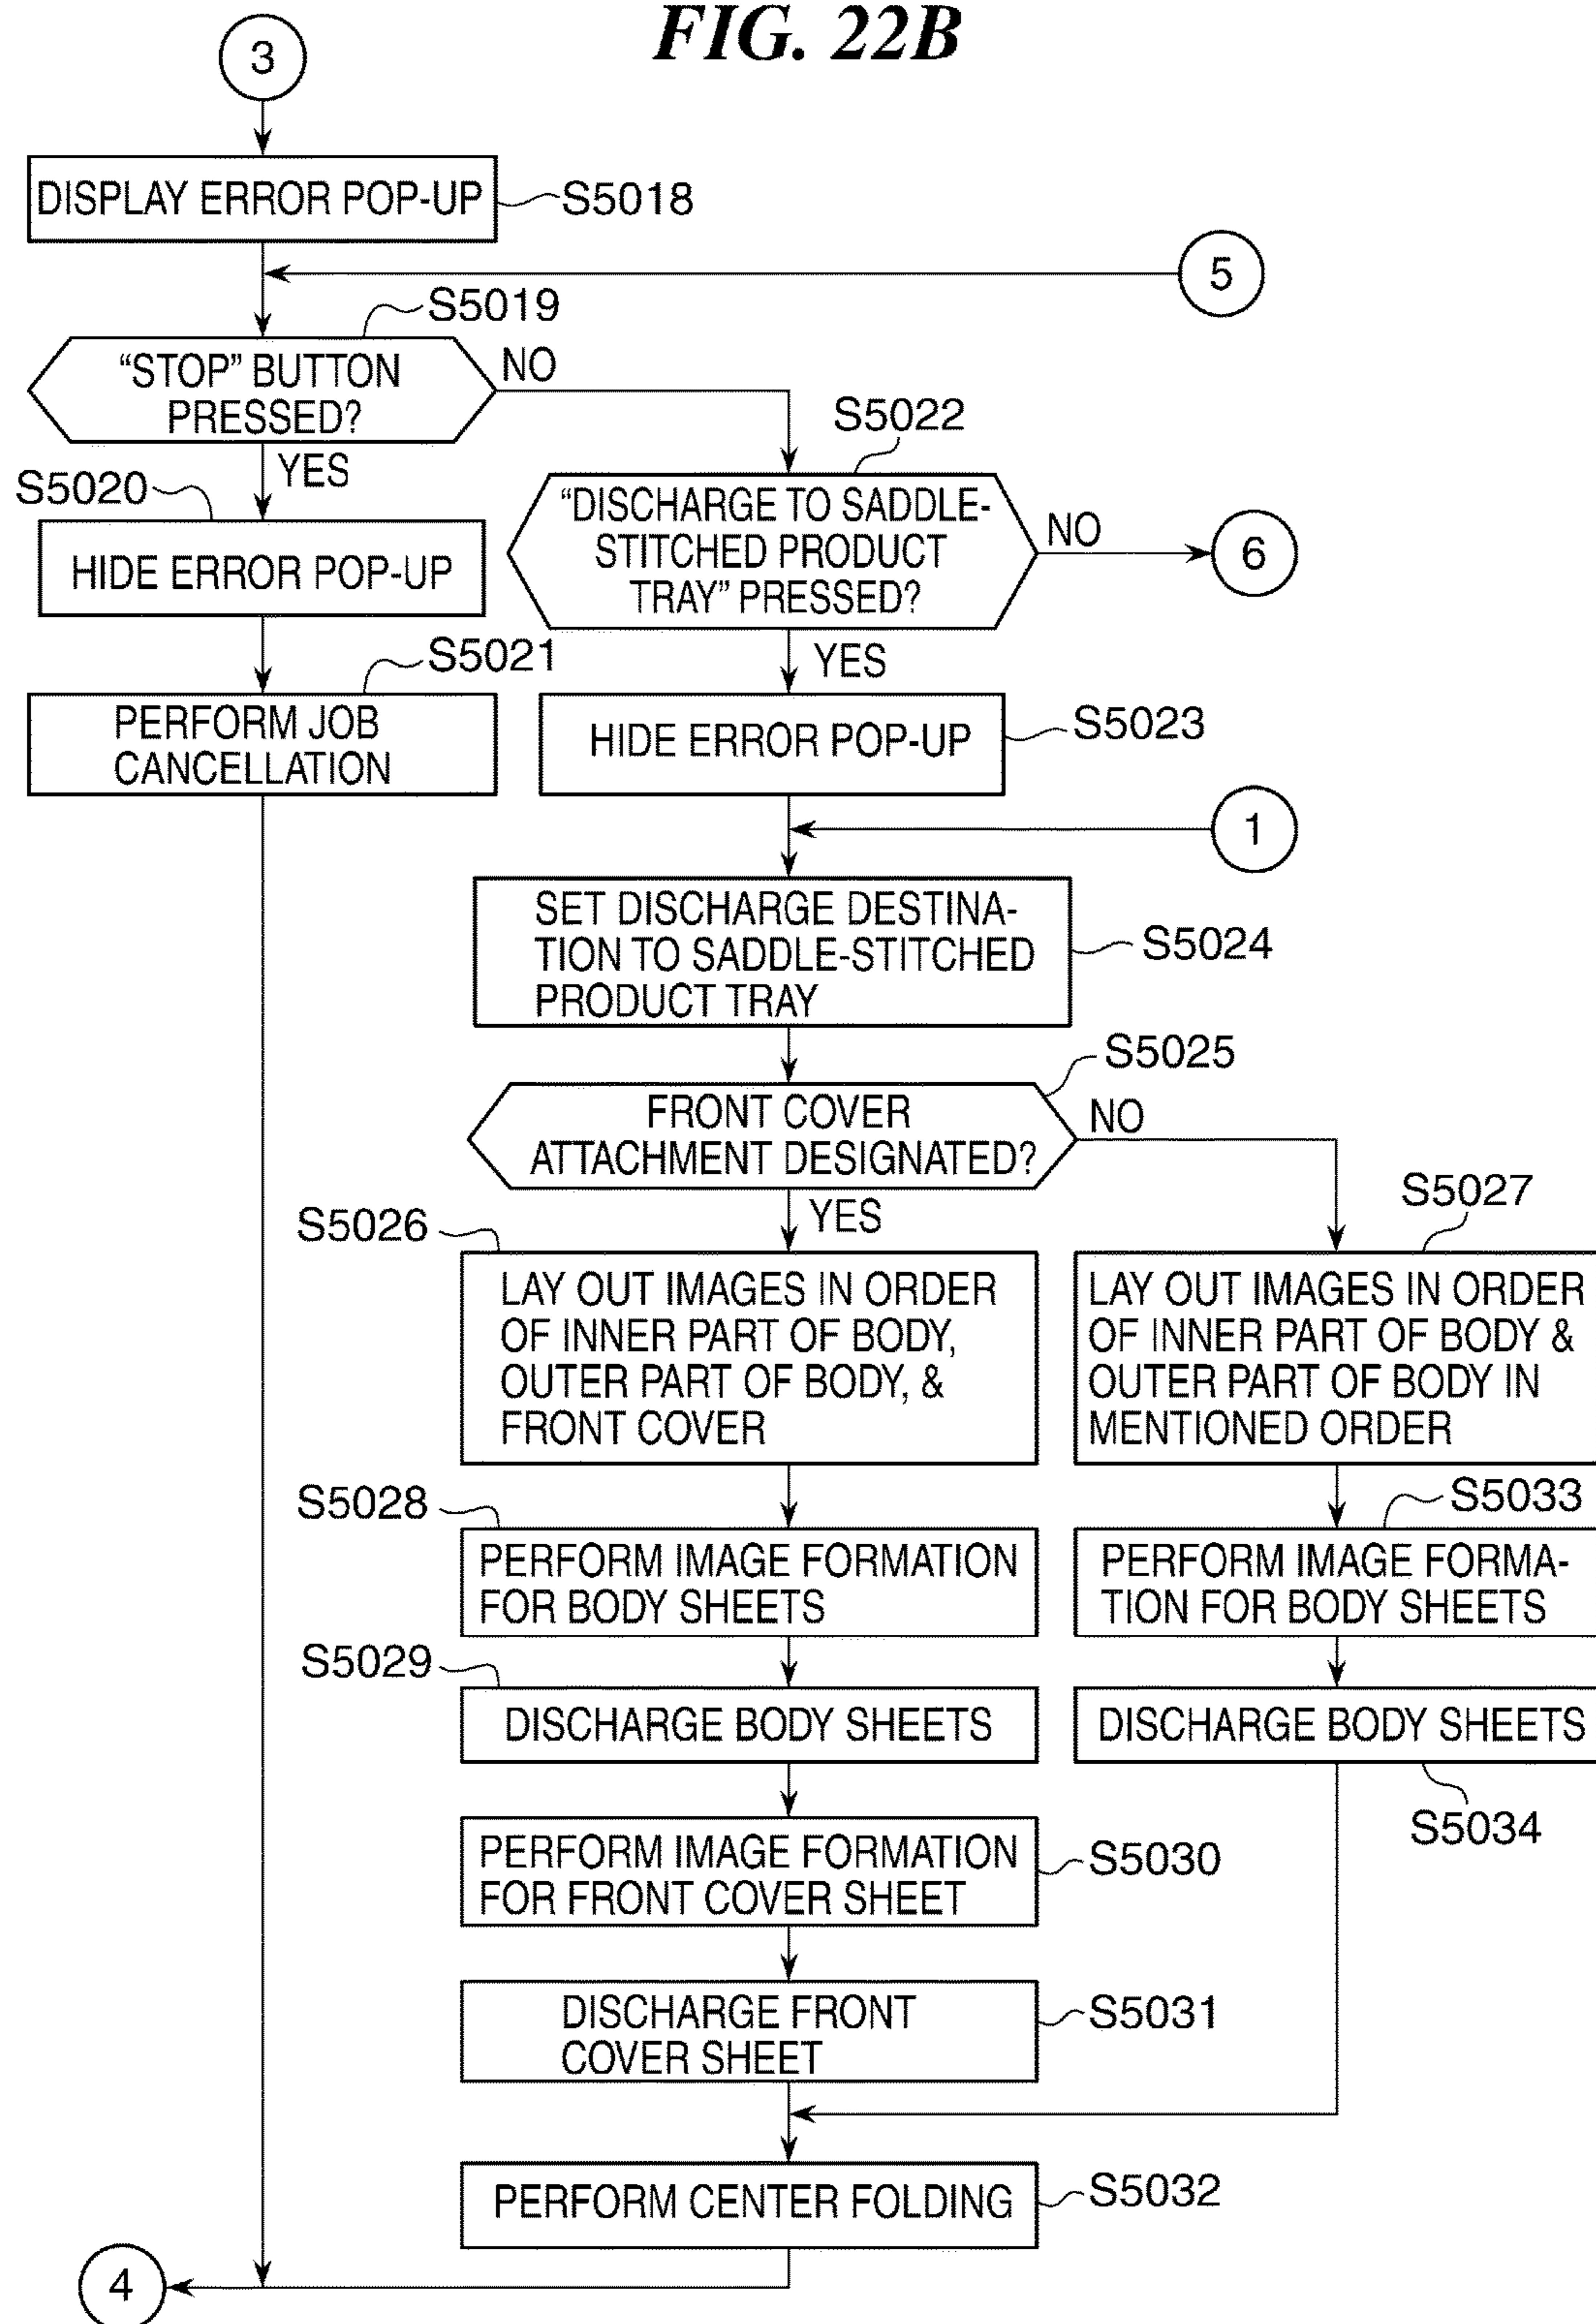 FIG. 22B
3
DISPLAY ERROR POP-UP
S5018
5
S5019
“STOP” BUTTON
PRESSED?
NO
YES
S5020
HIDE ERROR POP-UP
S5021
PERFORM JOB
CANCELLATION
S5022
“DISCHARGE TO SADDLE-
STITCHED PRODUCT
TRAY” PRESSED?
NO
6
YES
HIDE ERROR POP-UP
S5023
1
SET DISCHARGE DESTINA-
TION TO SADDLE-STITCHED
PRODUCT TRAY
S5024
S5025
FRONT COVER
ATTACHMENT DESIGNATED?
NO
YES
S5026
LAY OUT IMAGES IN ORDER
OF INNER PART OF BODY,
OUTER PART OF BODY, &
FRONT COVER
S5027
LAY OUT IMAGES IN ORDER
OF INNER PART OF BODY &
OUTER PART OF BODY IN
MENTIONED ORDER
S5028
PERFORM IMAGE FORMATION
FOR BODY SHEETS
S5033
PERFORM IMAGE FORMA-
TION FOR BODY SHEETS
S5029
DISCHARGE BODY SHEETS
DISCHARGE BODY SHEETS
S5034
PERFORM IMAGE FORMATION
FOR FRONT COVER SHEET
S5030
DISCHARGE FRONT
COVER SHEET
S5031
PERFORM CENTER FOLDING
S5032
4